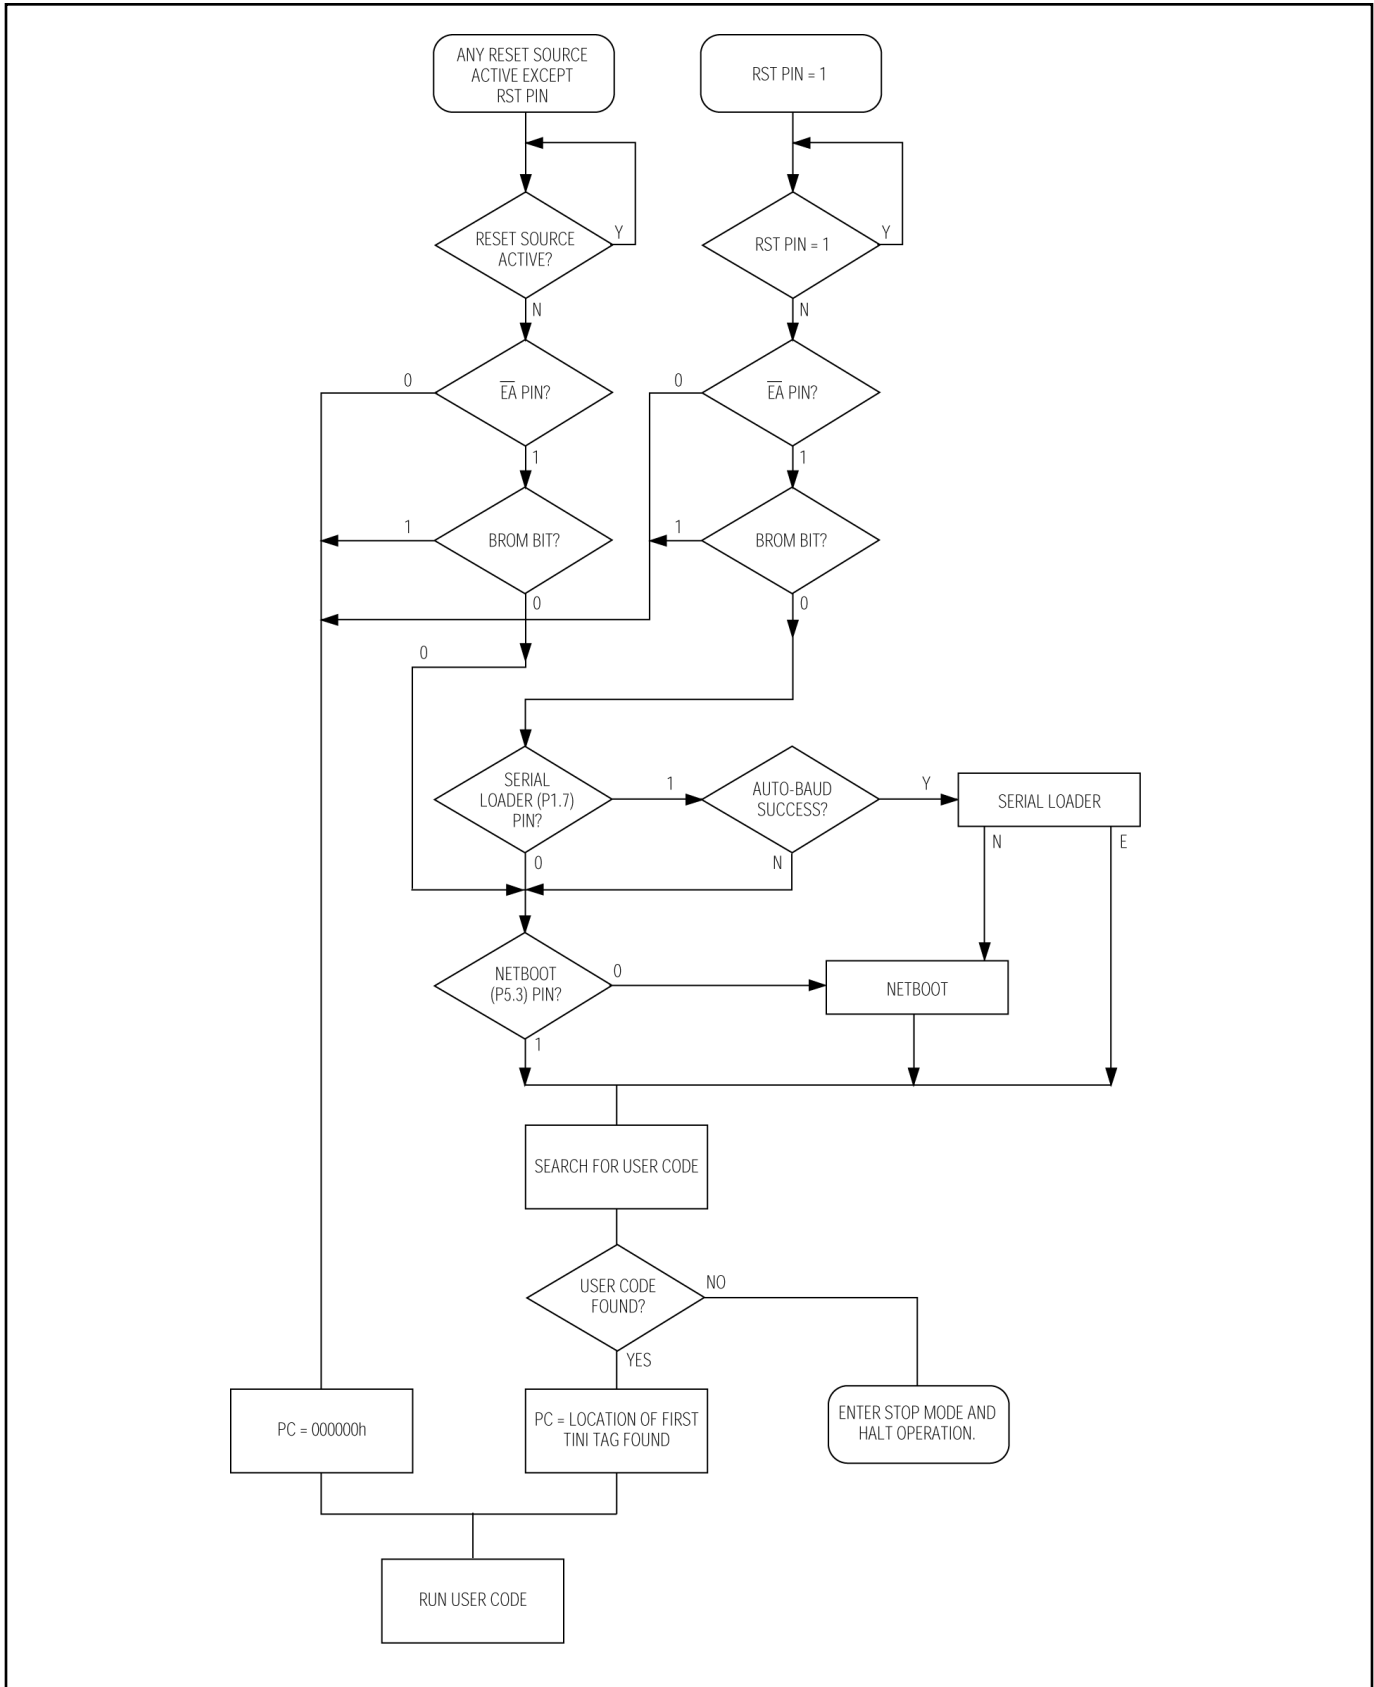 ANY RESET SOURCE
ACTIVE EXCEPT
RST PIN
RST PIN = 1
RESET SOURCE
ACTIVE?
Y
RST PIN = 1
Y
N
N
0
EA PIN?
0
EA PIN?
1
1
1
BROM BIT?
1
BROM BIT?
0
0
0
SERIAL
LOADER (P1.7)
PIN?
1
AUTO-BAUD
SUCCESS?
Y
SERIAL LOADER
0
N
N
E
NETBOOT
(P5.3) PIN?
0
NETBOOT
1
SEARCH FOR USER CODE
USER CODE
FOUND?
NO
YES
PC = 000000h
PC = LOCATION OF FIRST
TINI TAG FOUND
ENTER STOP MODE AND
HALT OPERATION.
RUN USER CODE